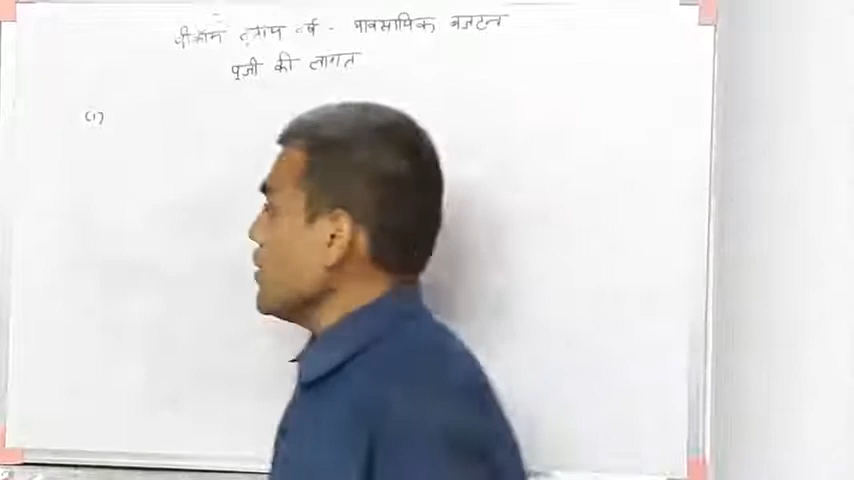 बीकॉम तृतीय वर्ष - व्यावसायिक बजटन
पूंजी की लागत
(1)